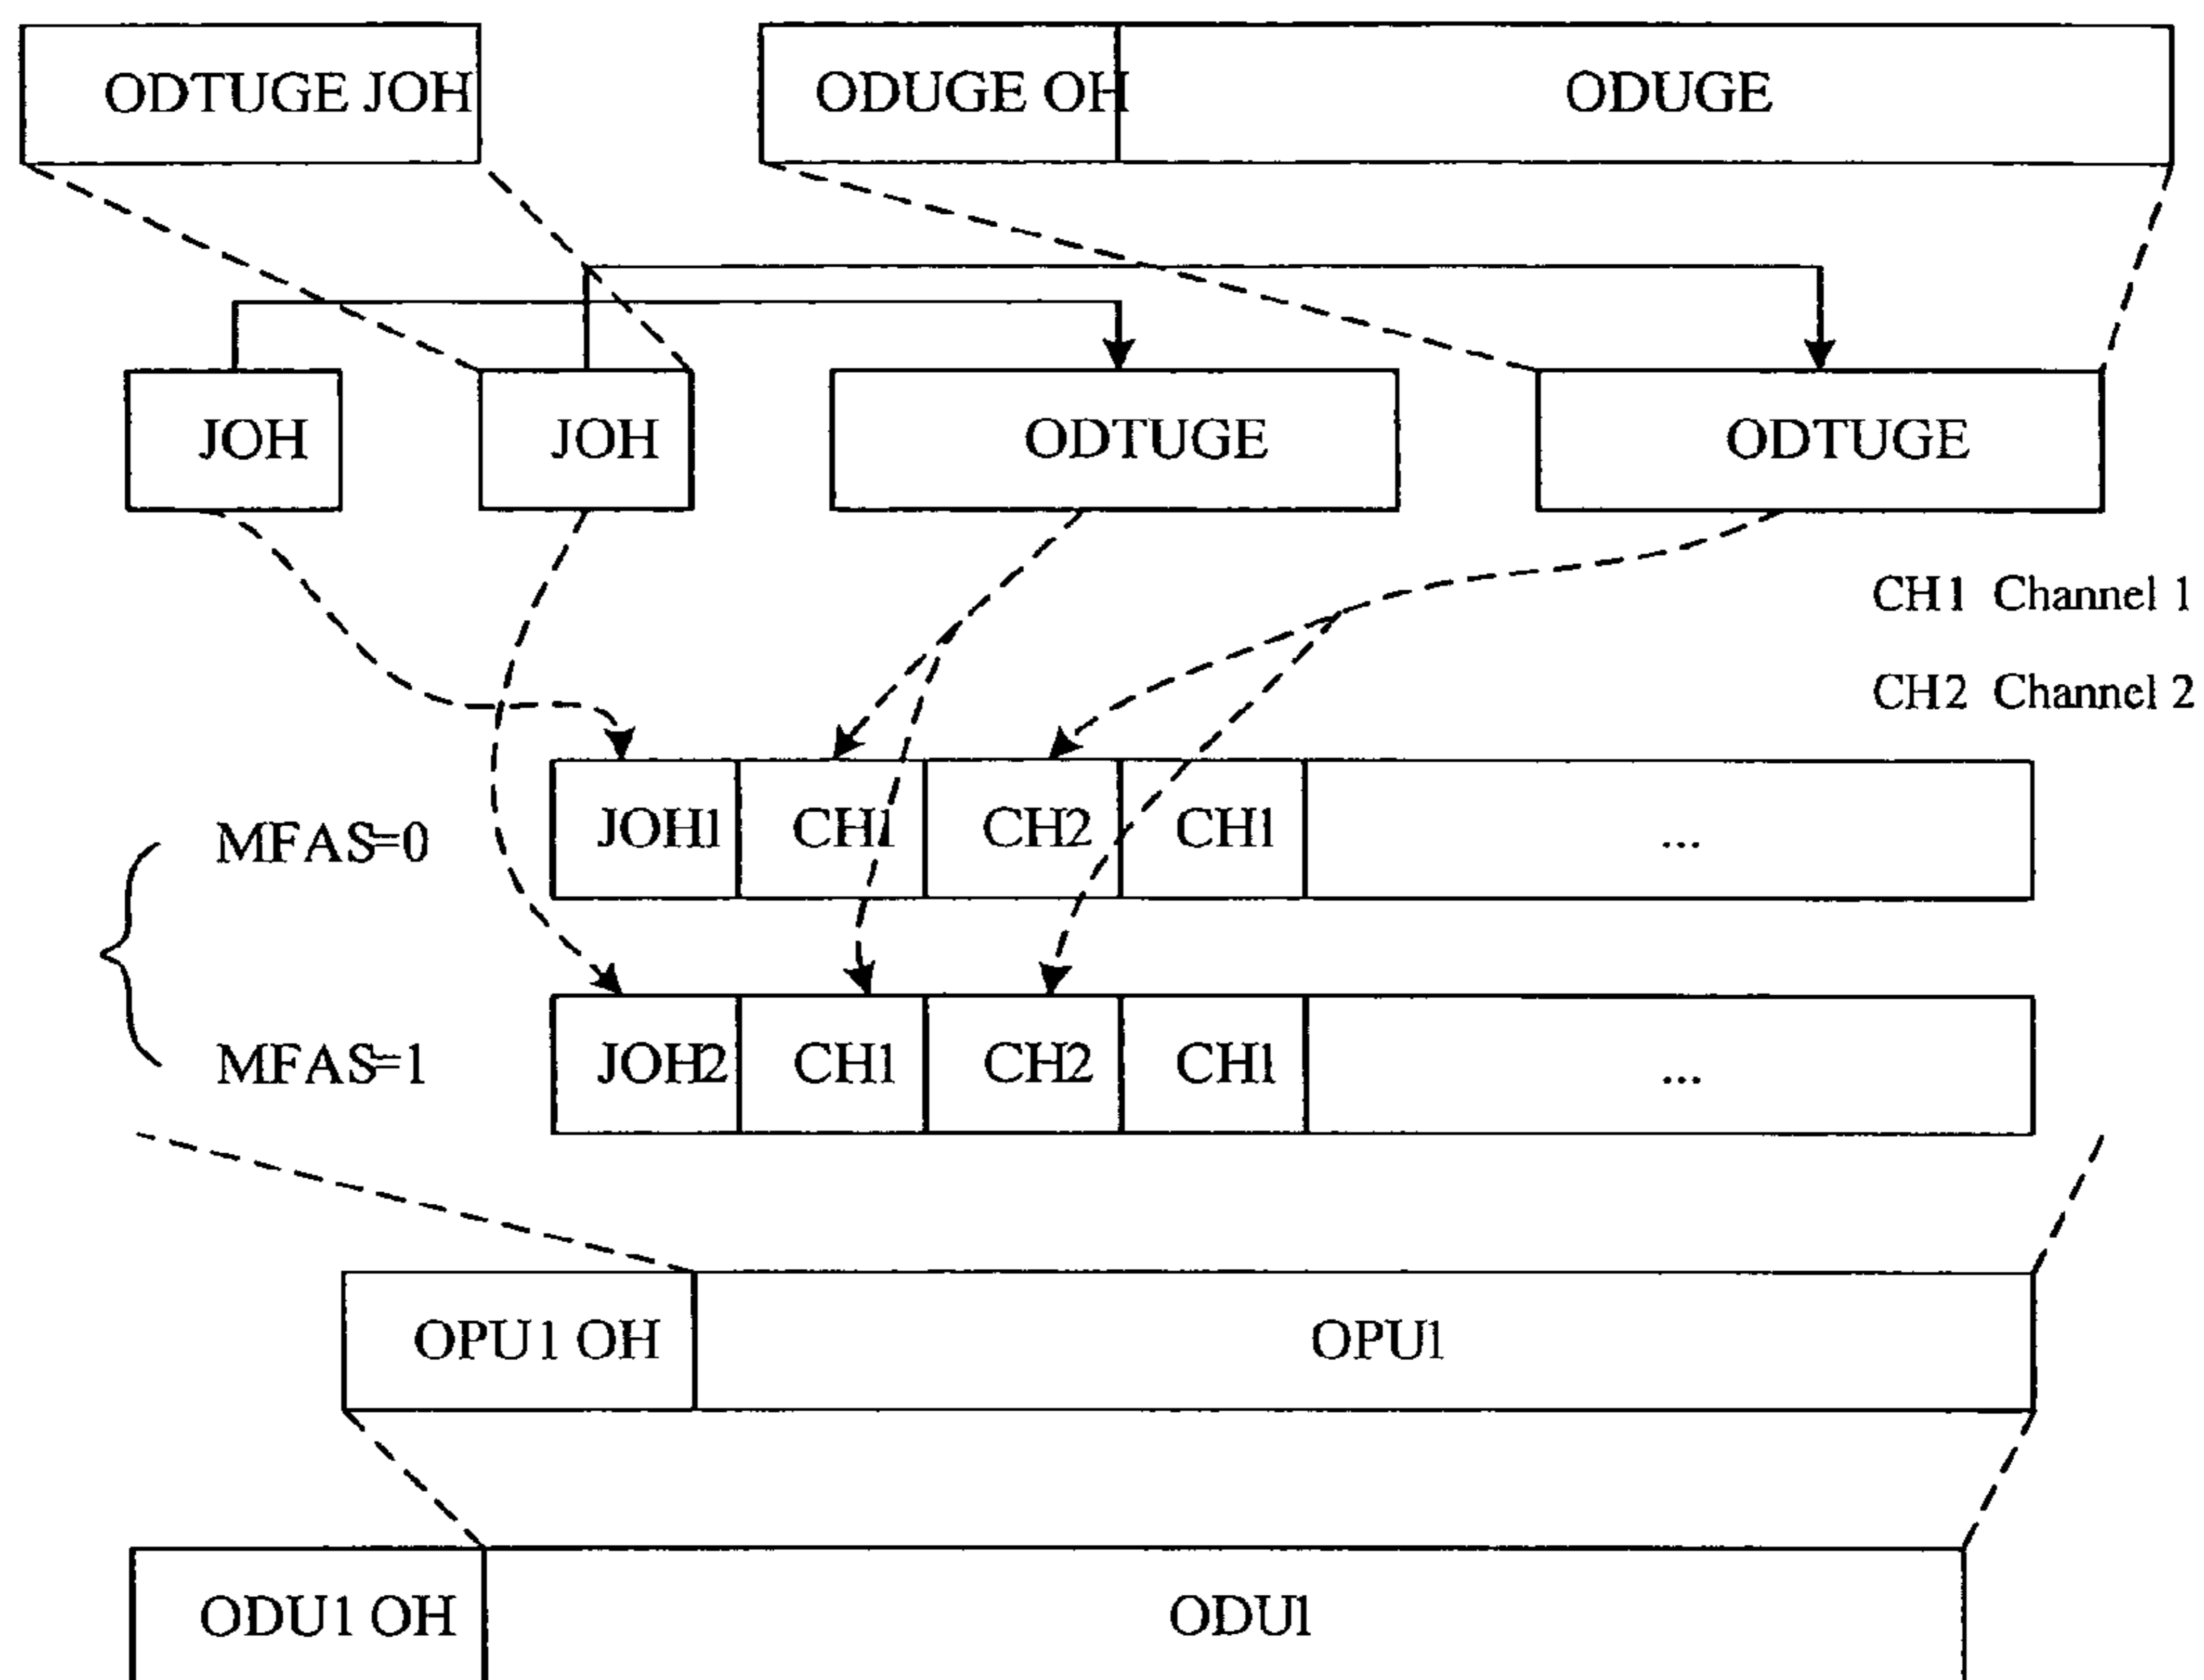 ODTUGE JOH
ODUGE OH
ODUGE
JOH
JOH
ODTUGE
ODTUGE
CH1 Channel 1
CH2 Channel 2
MFAS=0
JOH1
CH1
CH2
CH1
...
MFAS=1
JOH2
CH1
CH2
CH1
...
OPU1 OH
OPU1
ODU1 OH
ODU1